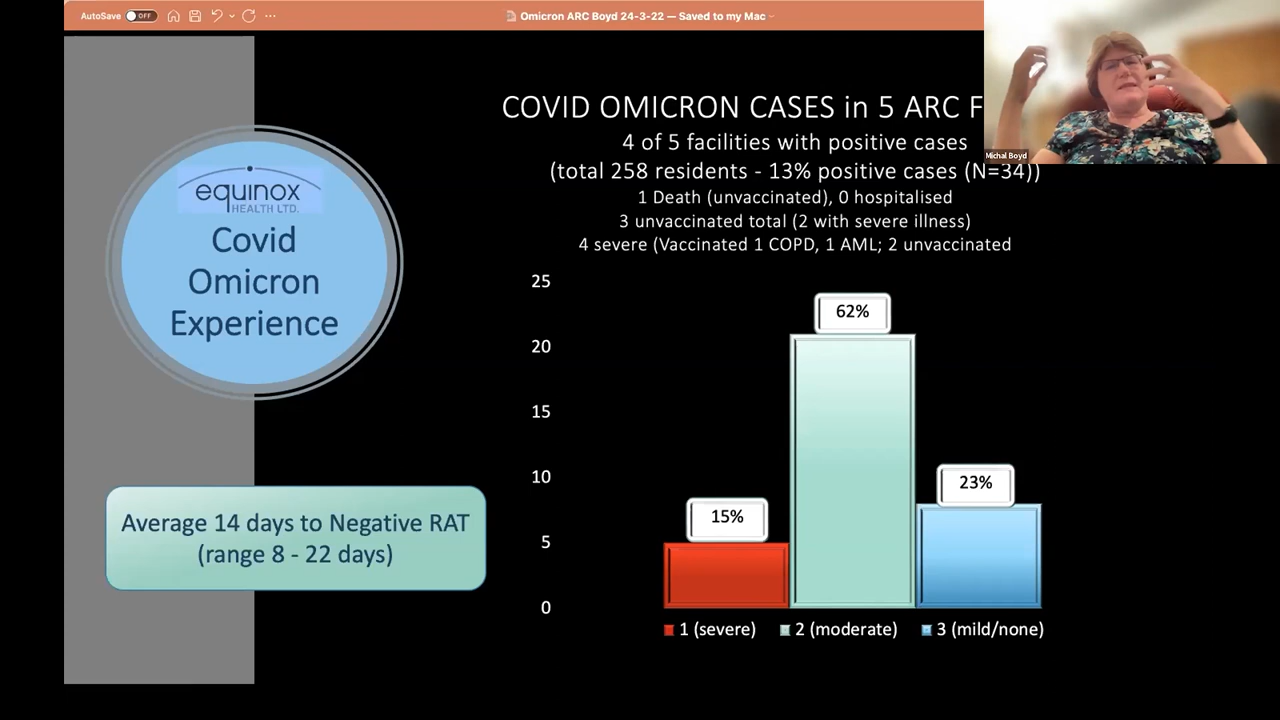 AutoSave OFF
Omicron ARC Boyd 24-3-22 — Saved to my Mac
Michal Boyd
equinox
HEALTH LTD.
Covid
Omicron
Experience
Average 14 days to Negative RAT
(range 8 - 22 days)
COVID OMICRON CASES in 5 ARC
4 of 5 facilities with positive cases
(total 258 residents - 13% positive cases (N=34))
1 Death (unvaccinated), 0 hospitalised
3 unvaccinated total (2 with severe illness)
4 severe (Vaccinated 1 COPD, 1 AML; 2 unvaccinated
25
20
15
10
5
0
15%
62%
23%
1 (severe)
2 (moderate)
3 (mild/none)